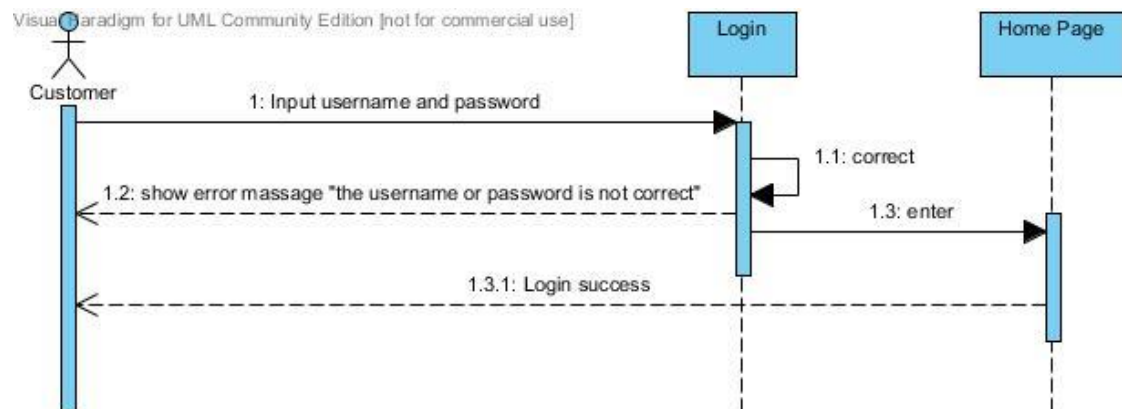 Visual Paradigm for UML Community Edition [not for commercial use]
Login
Home Page
Customer
1: Input username and password
1.1: correct
1.2: show error massage "the username or password is not correct"
1.3: enter
1.3.1: Login success